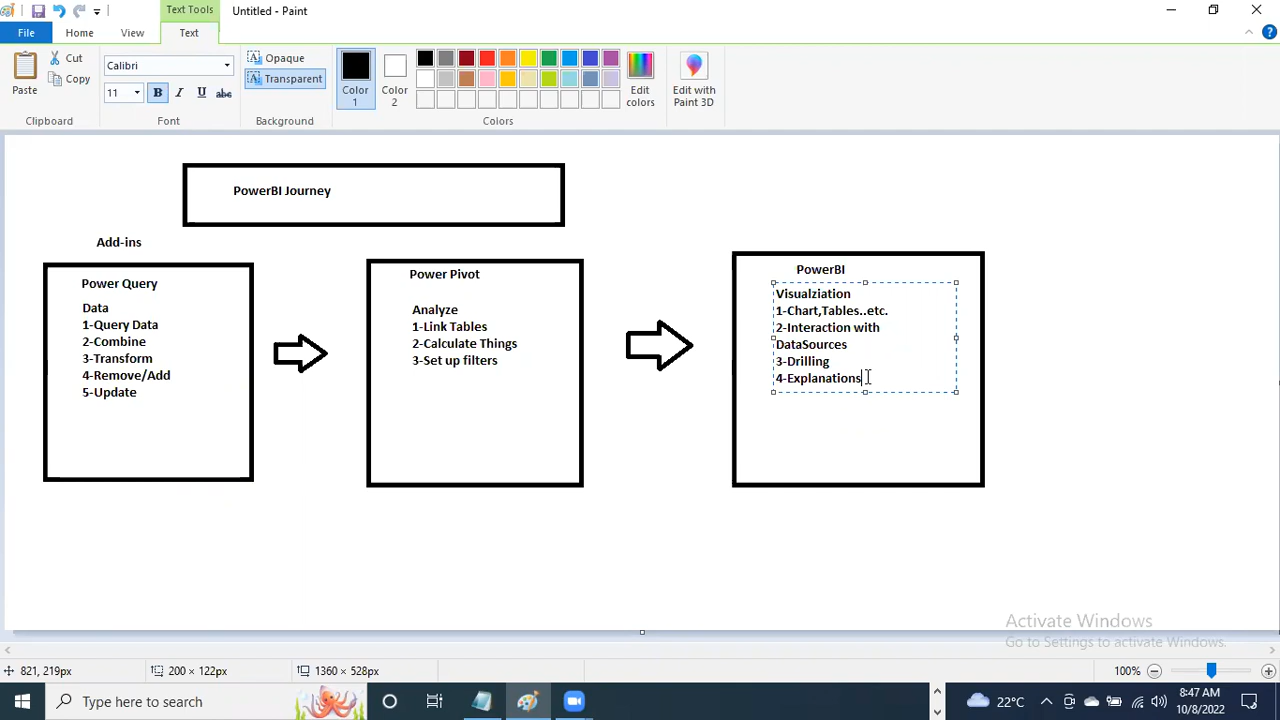 Text Tools
Untitled - Paint
File
Home
View
Text
Paste
Cut
Copy
Clipboard
Calibri
11
B
I
U
abc
Font
Opaque
Transparent
Background
Color 1
Color 2
Edit colors
Colors
Edit with Paint 3D
PowerBI Journey
Add-ins
Power Query
Data
1-Query Data
2-Combine
3-Transform
4-Remove/Add
5-Update
Power Pivot
Analyze
1-Link Tables
2-Calculate Things
3-Set up filters
PowerBI
Visualziation
1-Chart,Tables..etc.
2-Interaction with
DataSources
3-Drilling
4-Explanations
Activate Windows
Go to Settings to activate Windows.
821, 219px
200 × 122px
1360 × 528px
100%
Type here to search
22°C
8:47 AM
10/8/2022